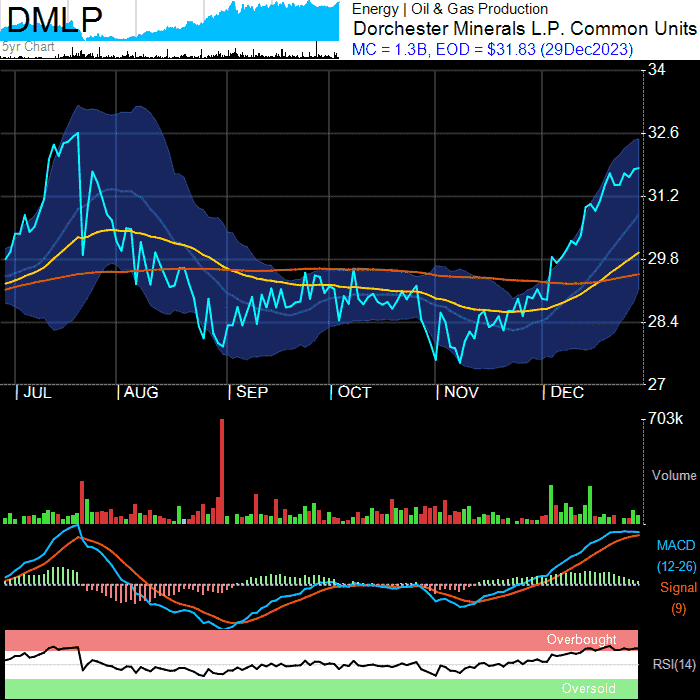 DMLP
5yr Chart
Energy | Oil & Gas Production
Dorchester Minerals L.P. Common Units
MC = 1.3B, EOD = $31.83 (29Dec2023)
34
32.6
31.2
29.8
28.4
27
JUL AUG SEP OCT NOV DEC
703k
Volume
MACD
(12-26)
Signal
(9)
Overbought
RSI(14)
Oversold